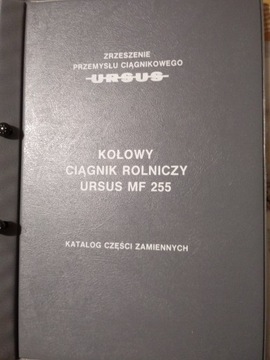 ZRZESZENIE
PRZEMYSŁU CIĄGNIKOWEGO
URSUS
KOŁOWY
CIĄGNIK ROLNICZY
URSUS MF 255
KATALOG CZĘŚCI ZAMIENNYCH